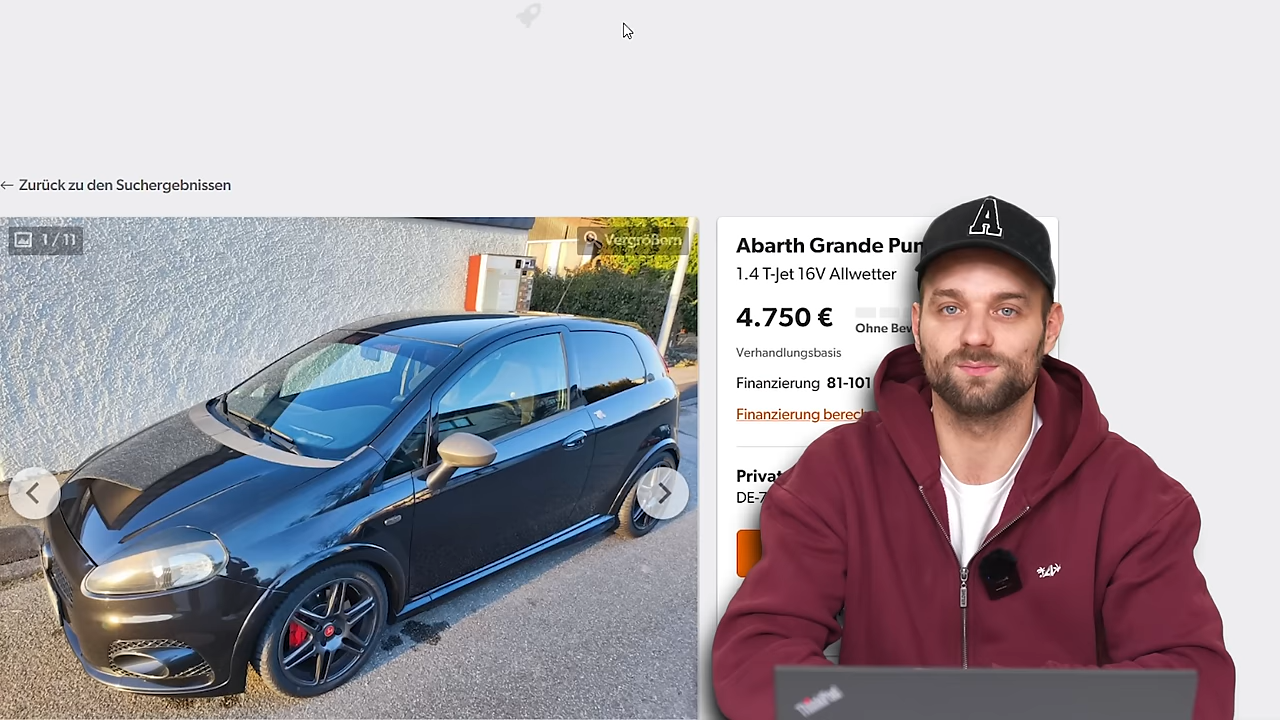 ← Zurück zu den Suchergebnissen
1 / 11
Vergrößern
Abarth Grande Pun
1.4 T-Jet 16V Allwetter
4.750 €
Ohne Bew
Verhandlungsbasis
Finanzierung 81-101
Finanzierung berech
Privat
DE-7
A
ThinkPad